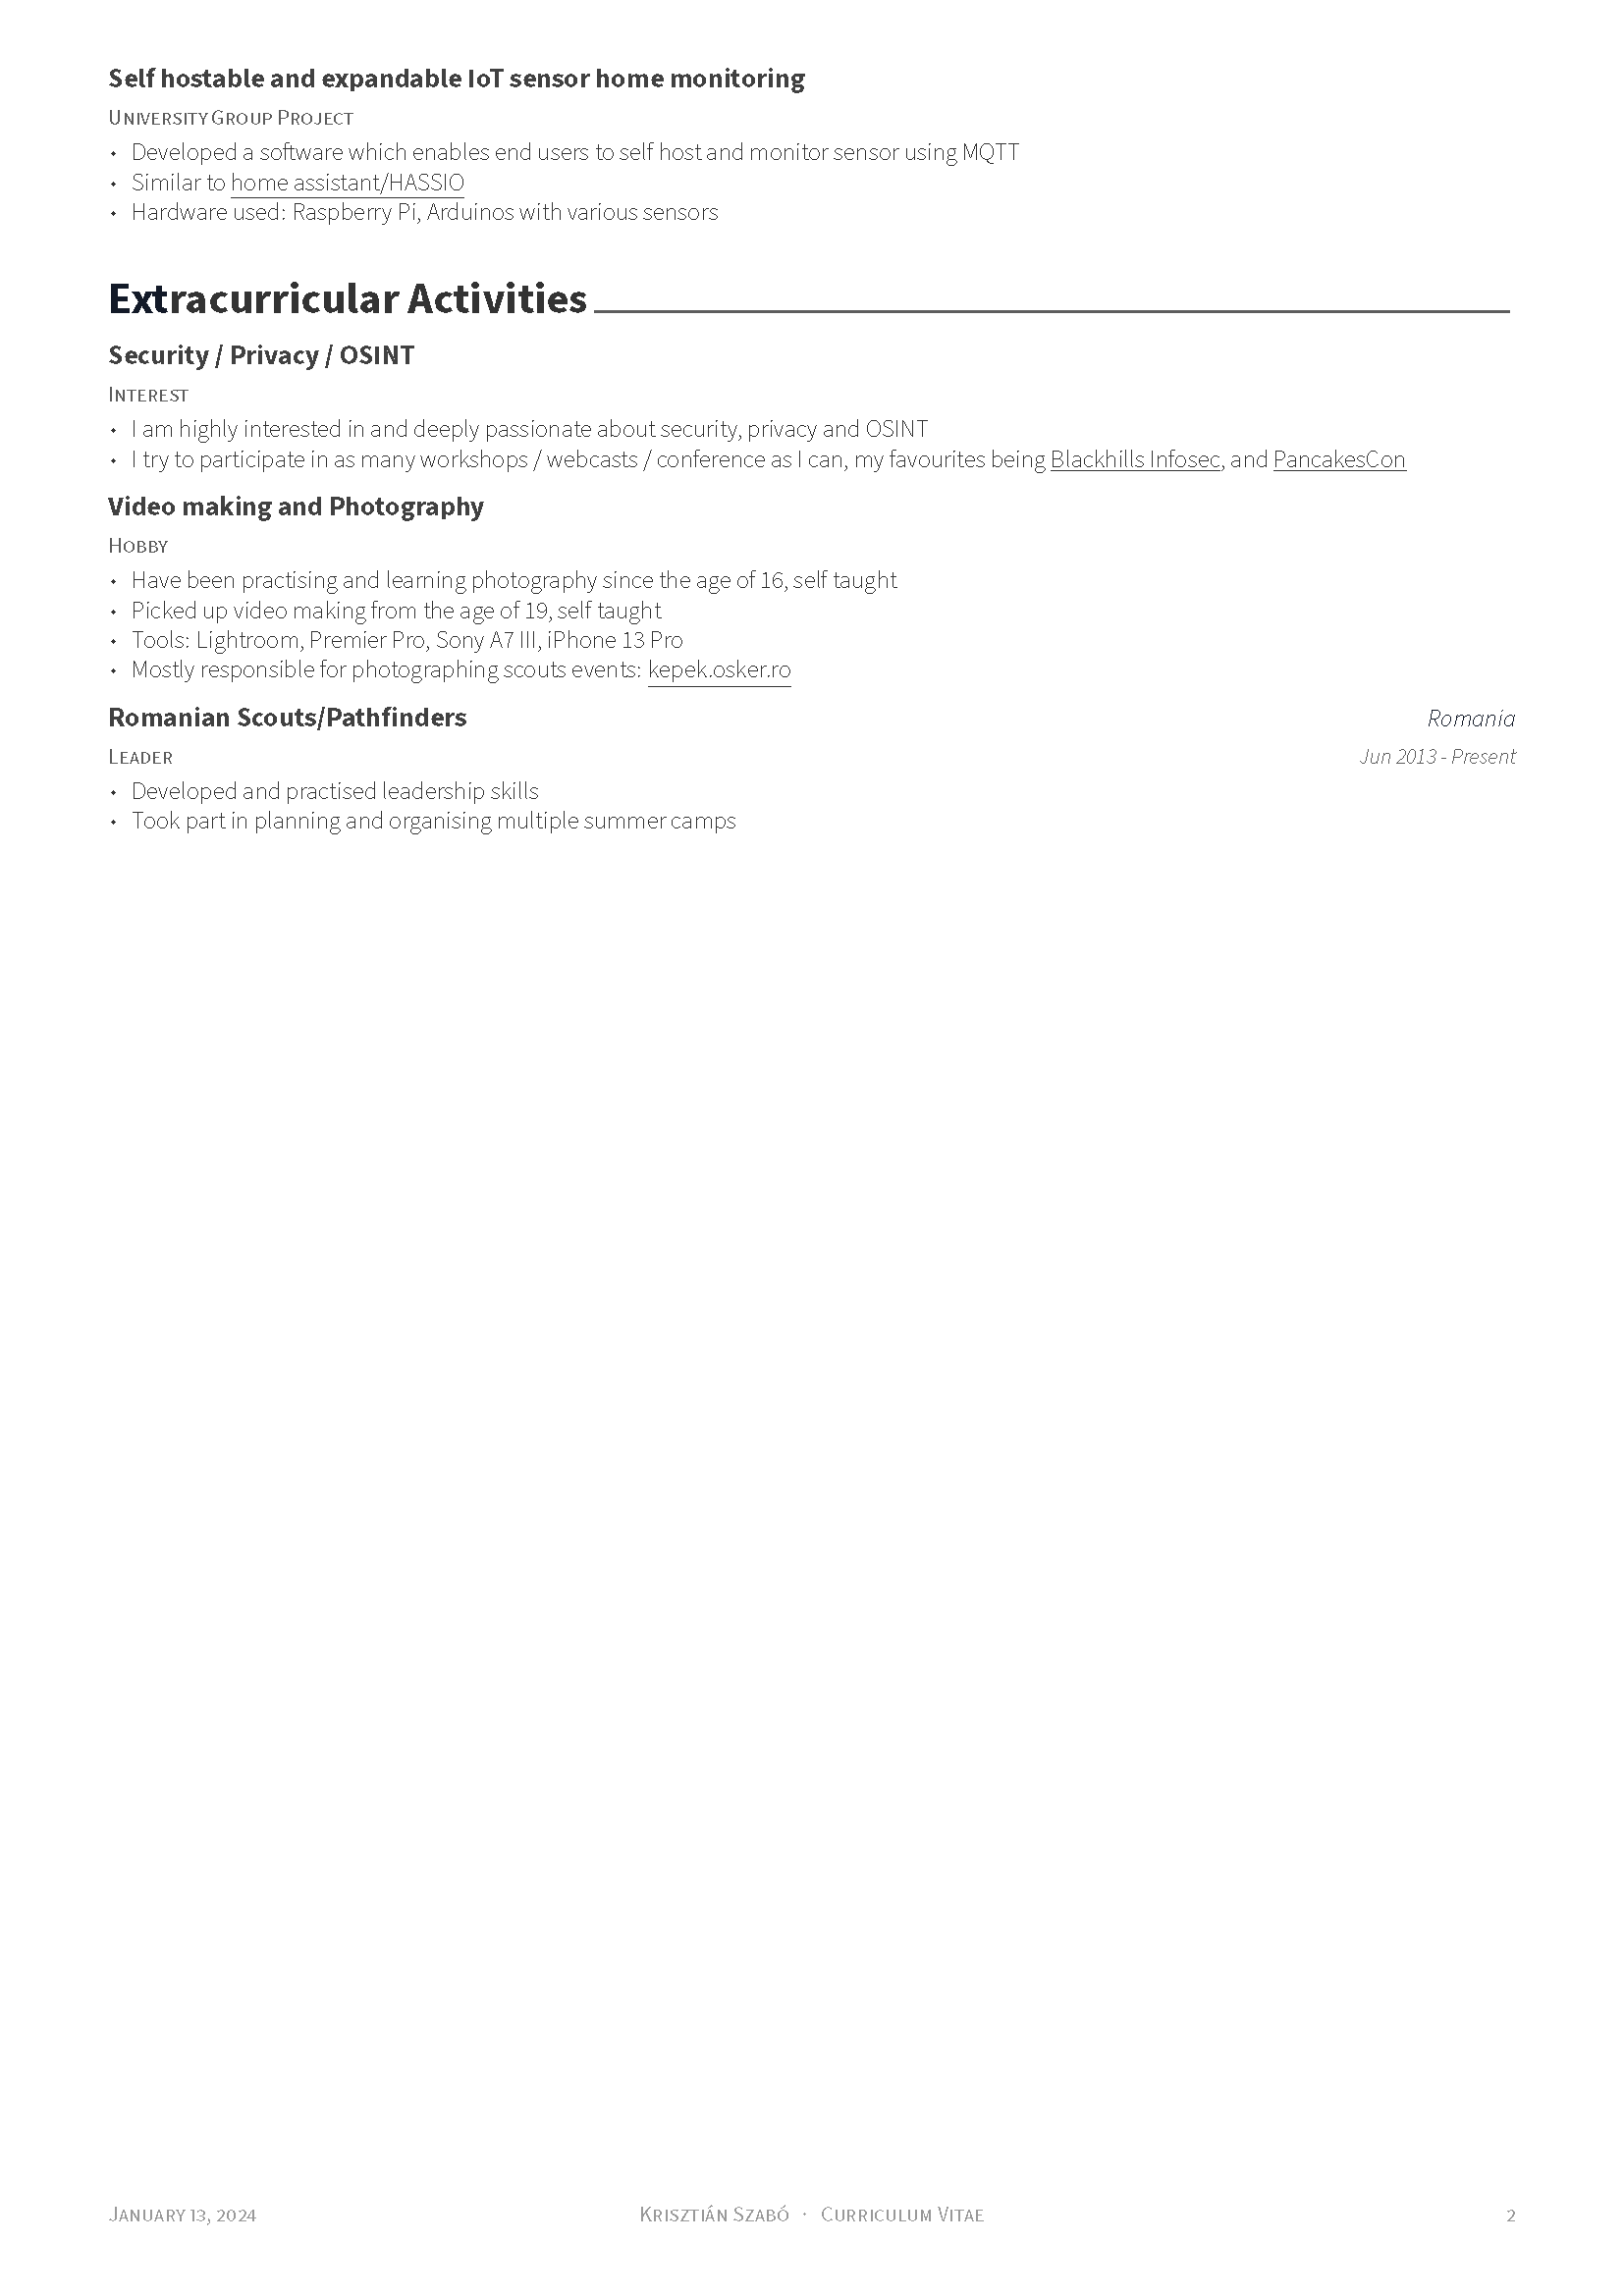 Self hostable and expandable IoT sensor home monitoring
University Group Project
• Developed a software which enables end users to self host and monitor sensor using MQTT
• Similar to home assistant/HASSIO
• Hardware used: Raspberry Pi, Arduinos with various sensors
Extracurricular Activities
Security / Privacy / OSINT
Interest
• I am highly interested in and deeply passionate about security, privacy and OSINT
• I try to participate in as many workshops / webcasts / conference as I can, my favourites being Blackhills Infosec, and PancakesCon
Video making and Photography
Hobby
• Have been practising and learning photography since the age of 16, self taught
• Picked up video making from the age of 19, self taught
• Tools: Lightroom, Premier Pro, Sony A7 III, iPhone 13 Pro
• Mostly responsible for photographing scouts events: kepek.osker.ro
Romanian Scouts/Pathfinders Romania
Leader Jun 2013 - Present
• Developed and practised leadership skills
• Took part in planning and organising multiple summer camps
January 13, 2024 Krisztián Szabó · Curriculum Vitae 2